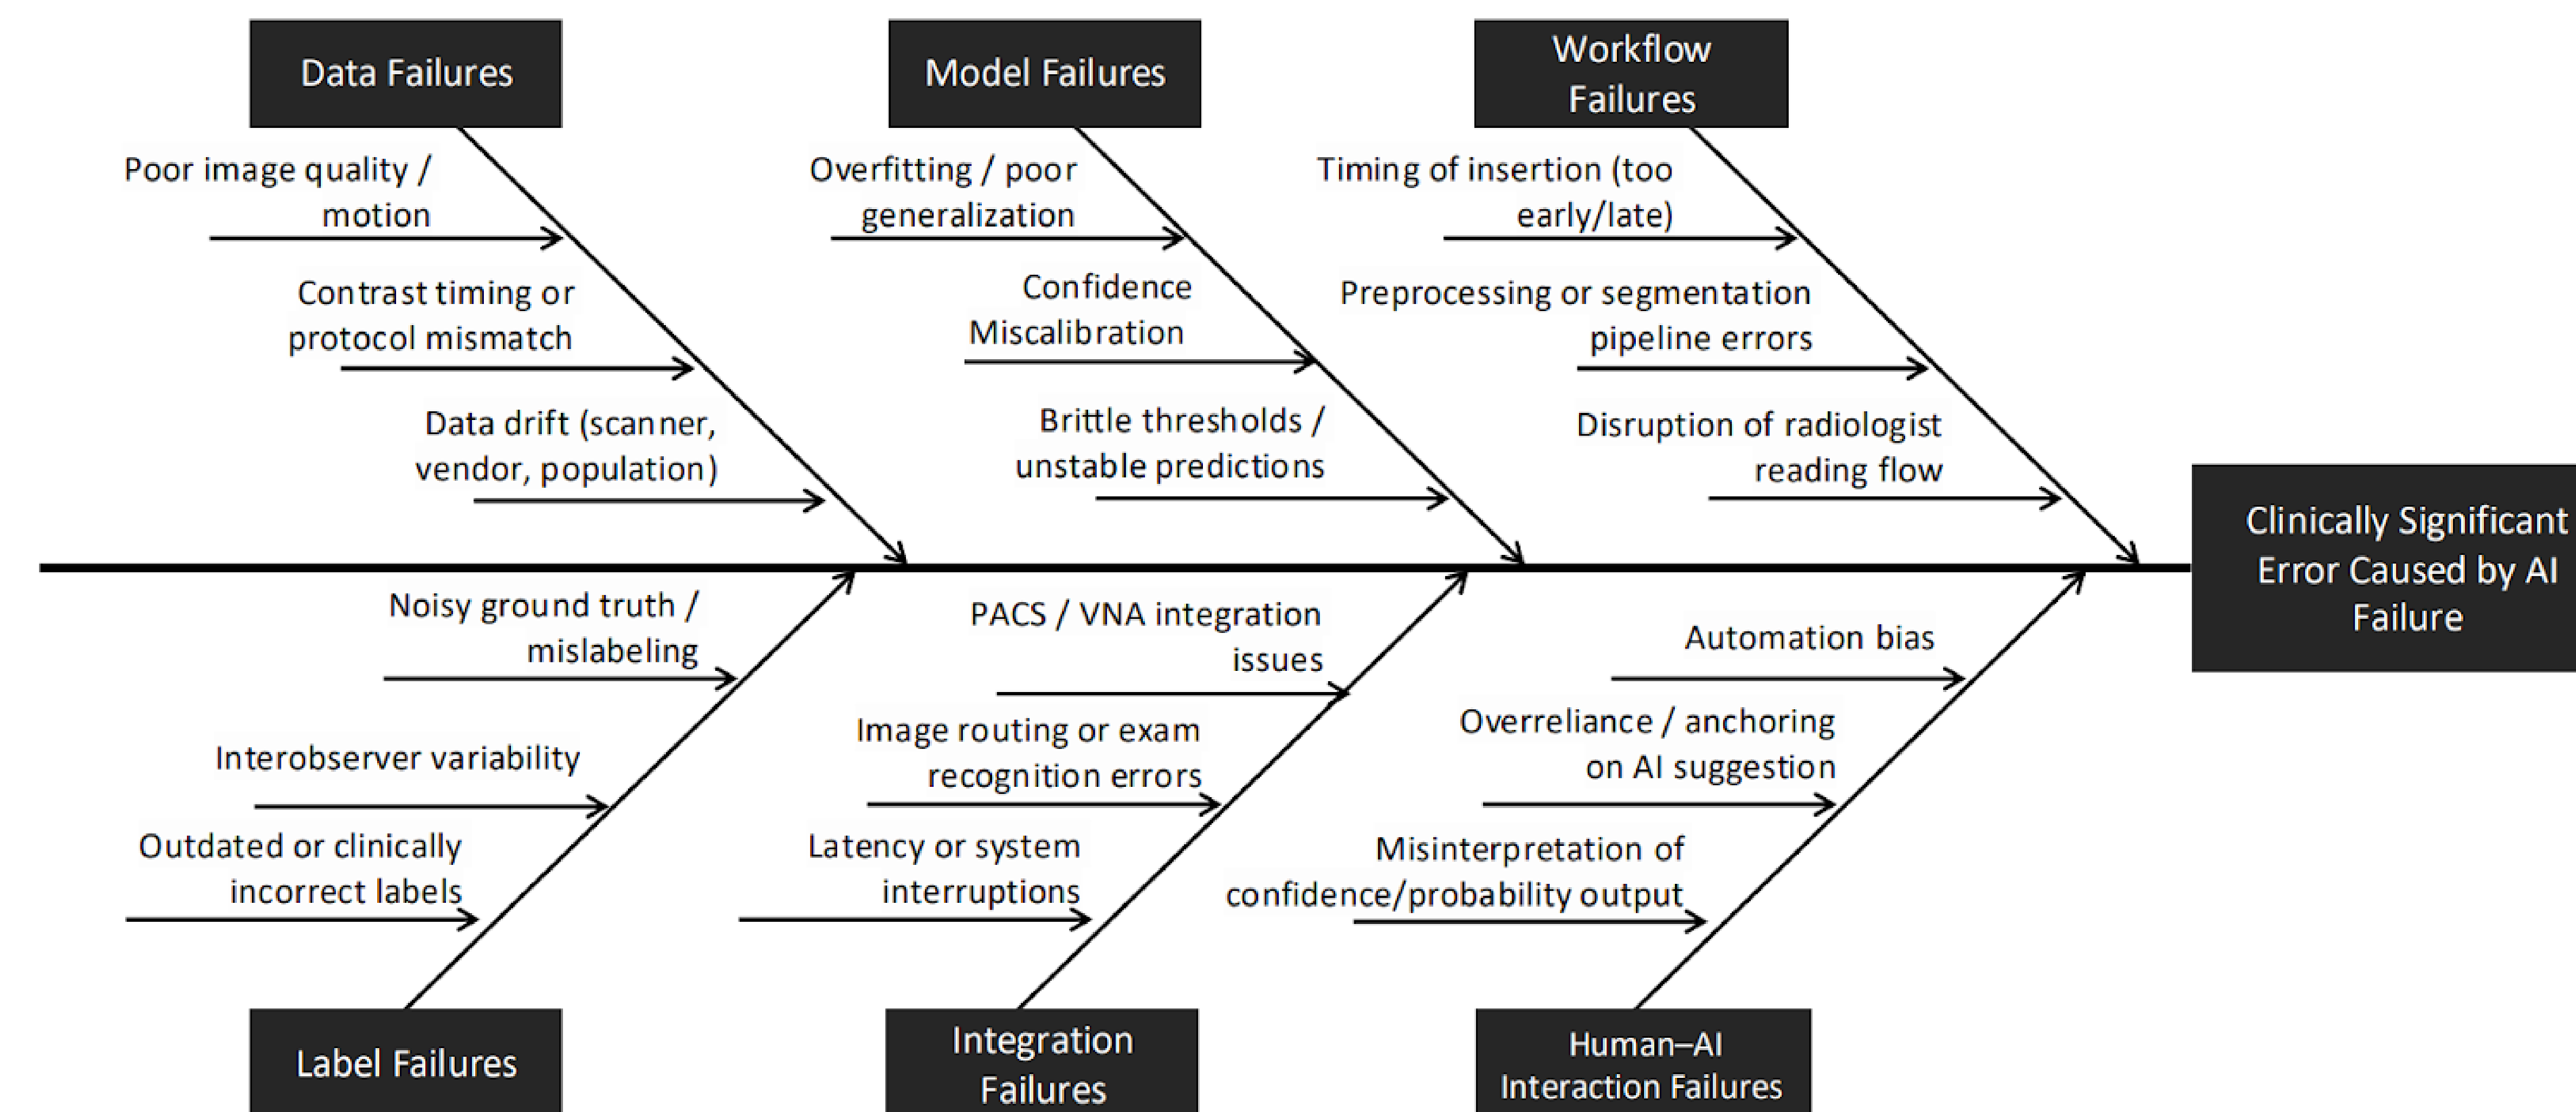 Data Failures
Poor image quality /
motion
Contrast timing or
protocol mismatch
Data drift (scanner,
vendor, population)
Model Failures
Overfitting / poor
generalization
Confidence
Miscalibration
Brittle thresholds /
unstable predictions
Workflow
Failures
Timing of insertion (too
early/late)
Preprocessing or segmentation
pipeline errors
Disruption of radiologist
reading flow
Clinically Significant
Error Caused by AI
Failure
Noisy ground truth /
mislabeling
Interobserver variability
Outdated or clinically
incorrect labels
Label Failures
PACS / VNA integration
issues
Image routing or exam
recognition errors
Latency or system
interruptions
Integration
Failures
Automation bias
Overreliance / anchoring
on AI suggestion
Misinterpretation of
confidence/probability output
Human–AI
Interaction Failures